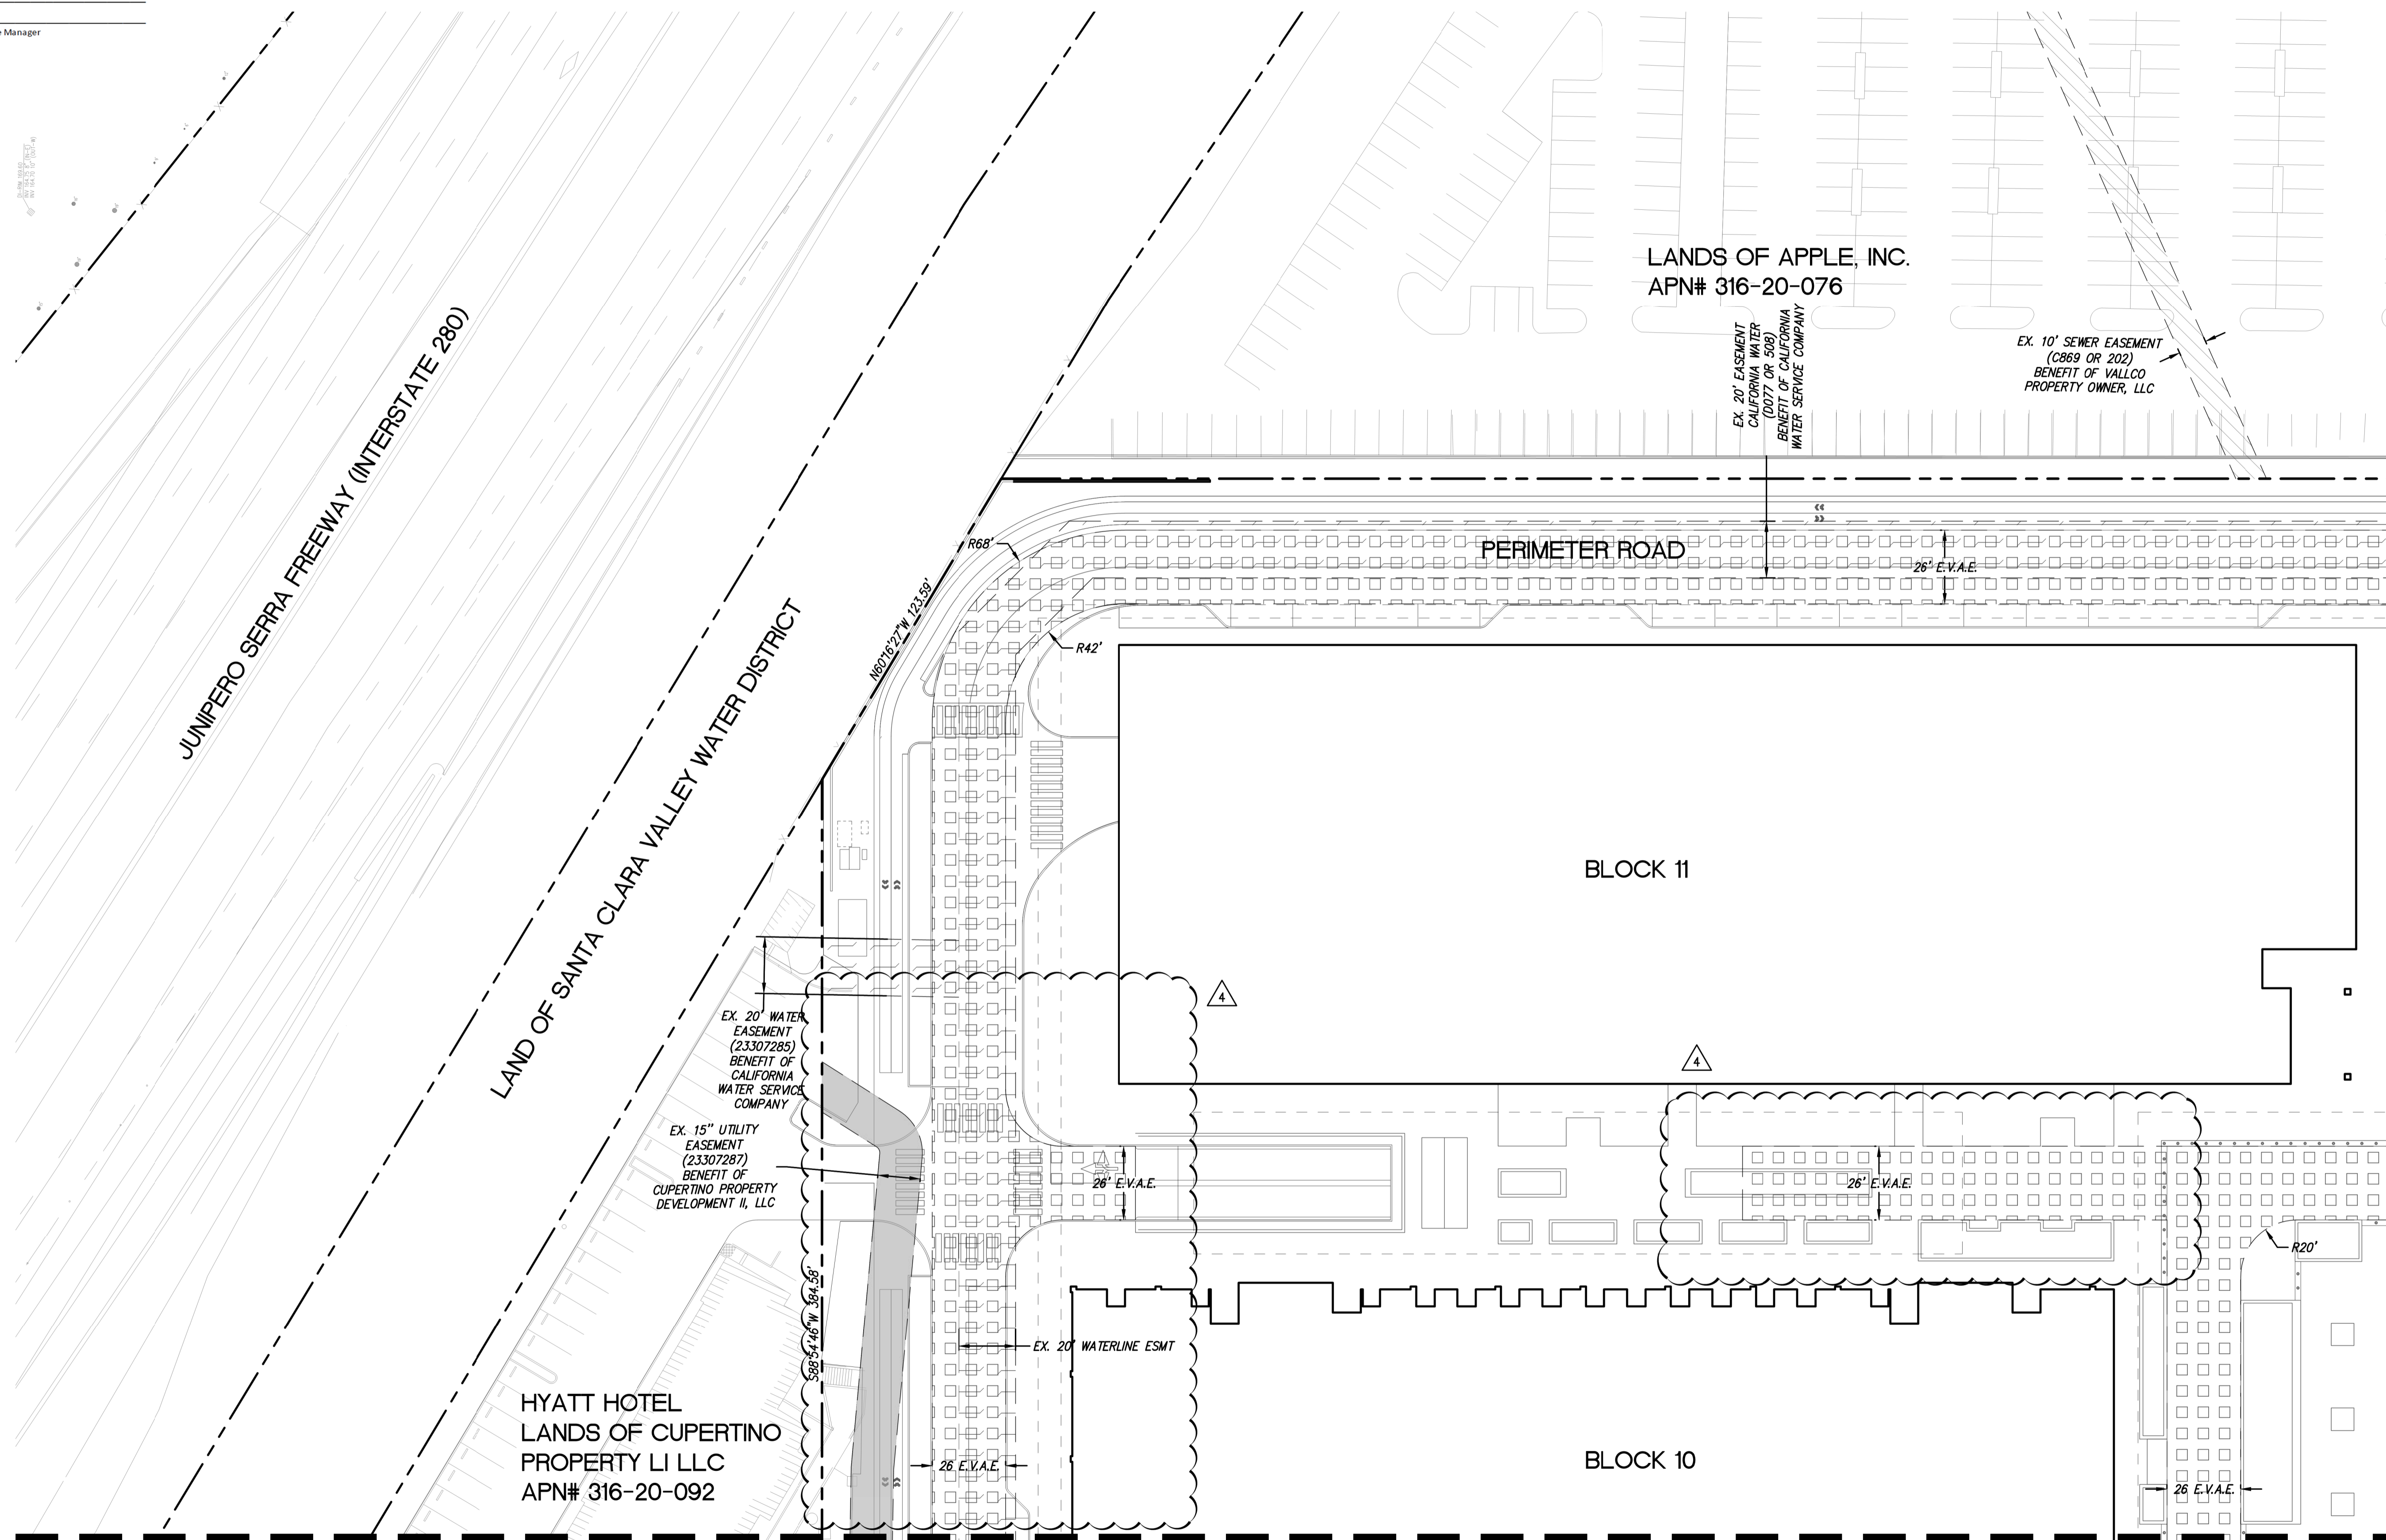 e Manager
JUNIPERO SERRA FREEWAY (INTERSTATE 280)
LAND OF SANTA CLARA VALLEY WATER DISTRICT
LANDS OF APPLE, INC.
APN# 316-20-076
EX. 20' EASEMENT
CALIFORNIA WATER
(D077 OR 508)
BENEFIT OF CALIFORNIA
WATER SERVICE COMPANY
EX. 10' SEWER EASEMENT
(C869 OR 202)
BENEFIT OF VALLCO
PROPERTY OWNER, LLC
R68'
PERIMETER ROAD
26' E.V.A.E.
N60°16'27"W 123.59'
R42'
BLOCK 11
4
4
EX. 20' WATER
EASEMENT
(23307285)
BENEFIT OF
CALIFORNIA
WATER SERVICE
COMPANY
EX. 15" UTILITY
EASEMENT
(23307287)
BENEFIT OF
CUPERTINO PROPERTY
DEVELOPMENT II, LLC
26' E.V.A.E.
26' E.V.A.E.
R20'
S88°54'46"W 384.58'
EX. 20' WATERLINE ESMT
HYATT HOTEL
LANDS OF CUPERTINO
PROPERTY LI LLC
APN# 316-20-092
26 E.V.A.E.
BLOCK 10
26 E.V.A.E.